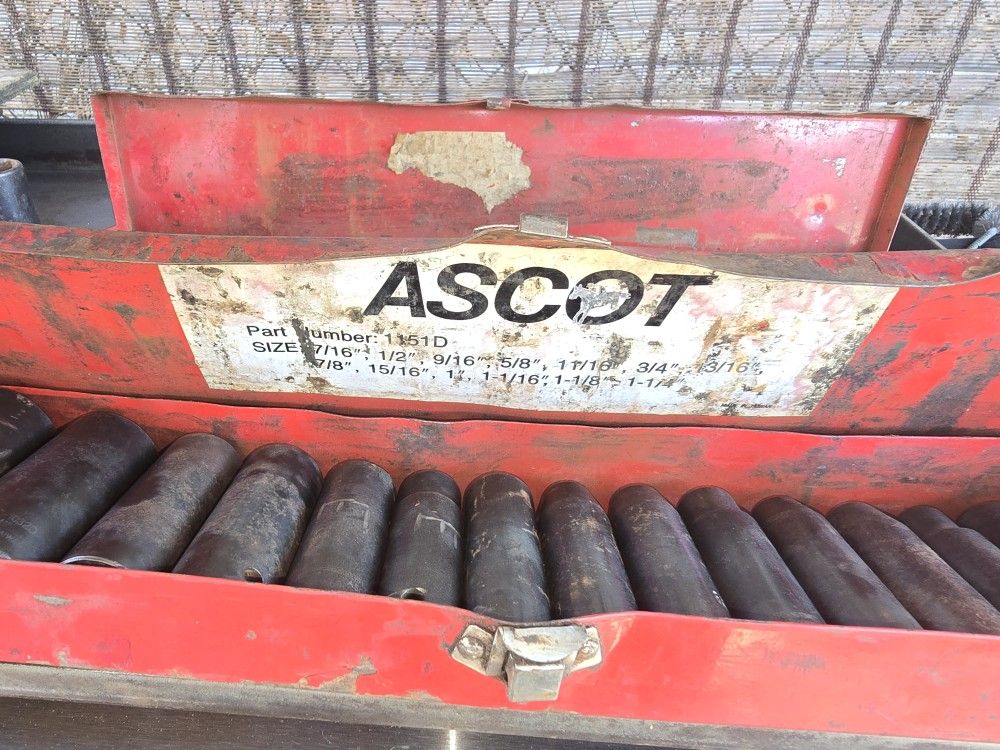 ASCOT
Part Number: 1151D
SIZE: 7/16", 1/2", 9/16", 5/8", 11/16", 3/4", 13/16",
7/8", 15/16", 1", 1-1/16", 1-1/8", 1-1/4"